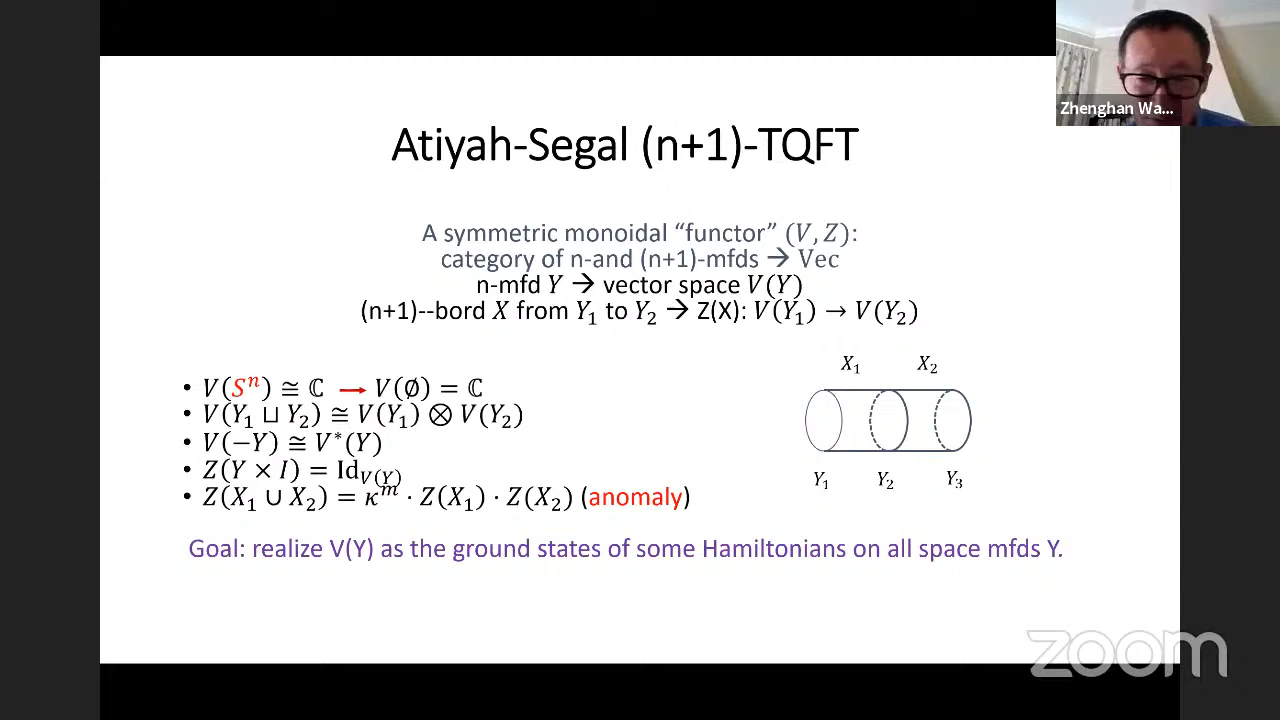 Zhenghan Wa...
Atiyah-Segal (n+1)-TQFT
A symmetric monoidal “functor” (𝑉, 𝑍):
category of n-and (n+1)-mfds → Vec
n-mfd 𝑌 → vector space 𝑉(𝑌)
(n+1)--bord 𝑋 from 𝑌₁ to 𝑌₂ → Z(X): 𝑉(𝑌₁) → 𝑉(𝑌₂)
• 𝑉(𝑆ⁿ) ≅ ℂ → 𝑉(∅) = ℂ
• 𝑉(𝑌₁ ⊔ 𝑌₂) ≅ 𝑉(𝑌₁) ⊗ 𝑉(𝑌₂)
• 𝑉(−𝑌) ≅ 𝑉*(𝑌)
• 𝑍(𝑌 × 𝐼) = Id_{𝑉(𝑌)}
• 𝑍(𝑋₁ ∪ 𝑋₂) = 𝜅ᵐ · 𝑍(𝑋₁) · 𝑍(𝑋₂) (anomaly)
𝑋₁ 𝑋₂
𝑌₁ 𝑌₂ 𝑌₃
Goal: realize V(Y) as the ground states of some Hamiltonians on all space mfds Y.
zoom